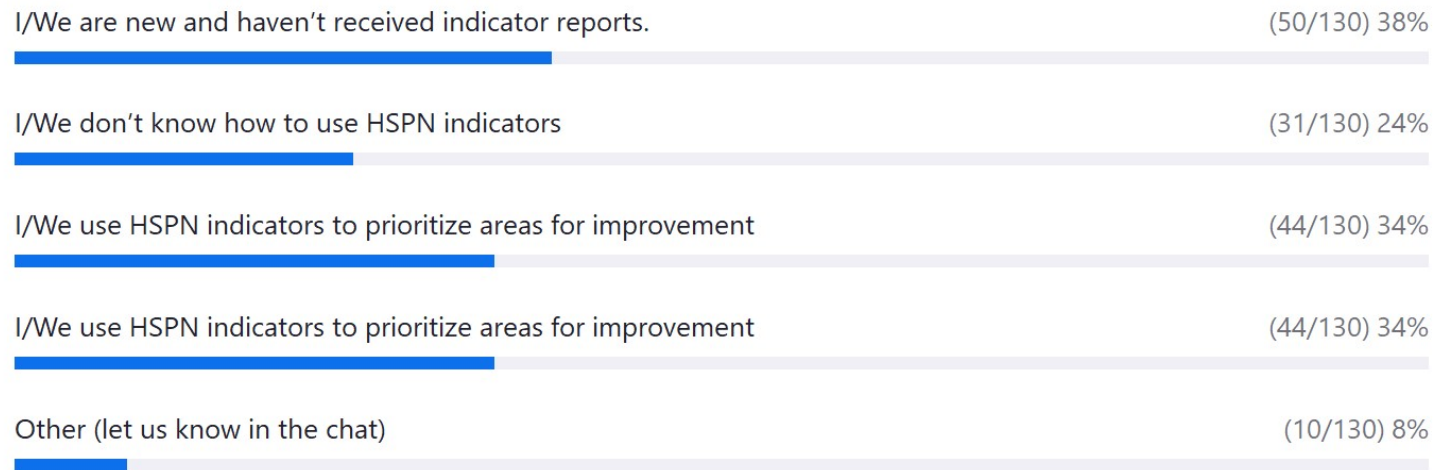 I/We are new and haven’t received indicator reports. (50/130) 38%
I/We don’t know how to use HSPN indicators (31/130) 24%
I/We use HSPN indicators to prioritize areas for improvement (44/130) 34%
I/We use HSPN indicators to prioritize areas for improvement (44/130) 34%
Other (let us know in the chat) (10/130) 8%